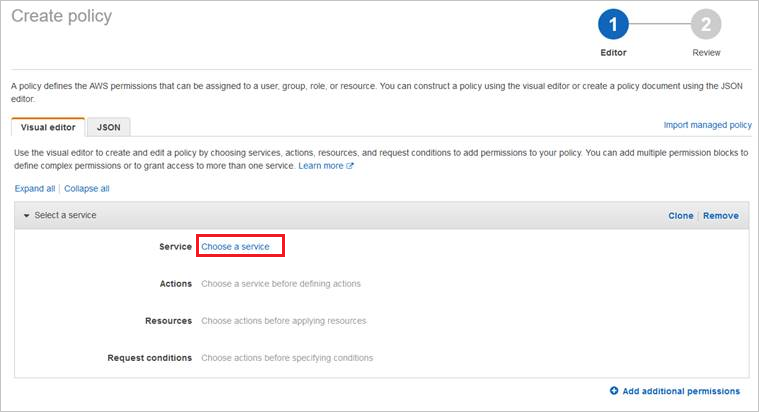 Create policy
1
2
Editor
Review
A policy defines the AWS permissions that can be assigned to a user, group, role, or resource. You can construct a policy using the visual editor or create a policy document using the JSON
editor.
Visual editor
JSON
Import managed policy
Use the visual editor to create and edit a policy by choosing services, actions, resources, and request conditions to add permissions to your policy. You can add multiple permission blocks to
define complex permissions or to grant access to more than one service. Learn more
Expand all | Collapse all
Select a service
Clone | Remove
Service Choose a service
Actions Choose a service before defining actions
Resources Choose actions before applying resources
Request conditions Choose actions before specifying conditions
Add additional permissions